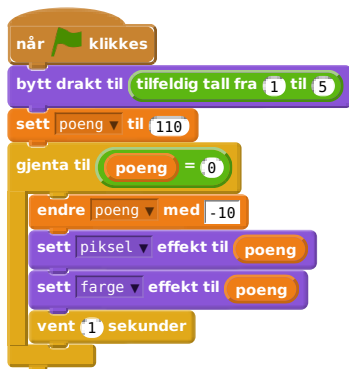 når klikkes
bytt drakt til tilfeldig tall fra 1 til 5
sett poeng ▼ til 110
gjenta til poeng = 0
endre poeng ▼ med -10
sett piksel ▼ effekt til poeng
sett farge ▼ effekt til poeng
vent 1 sekunder